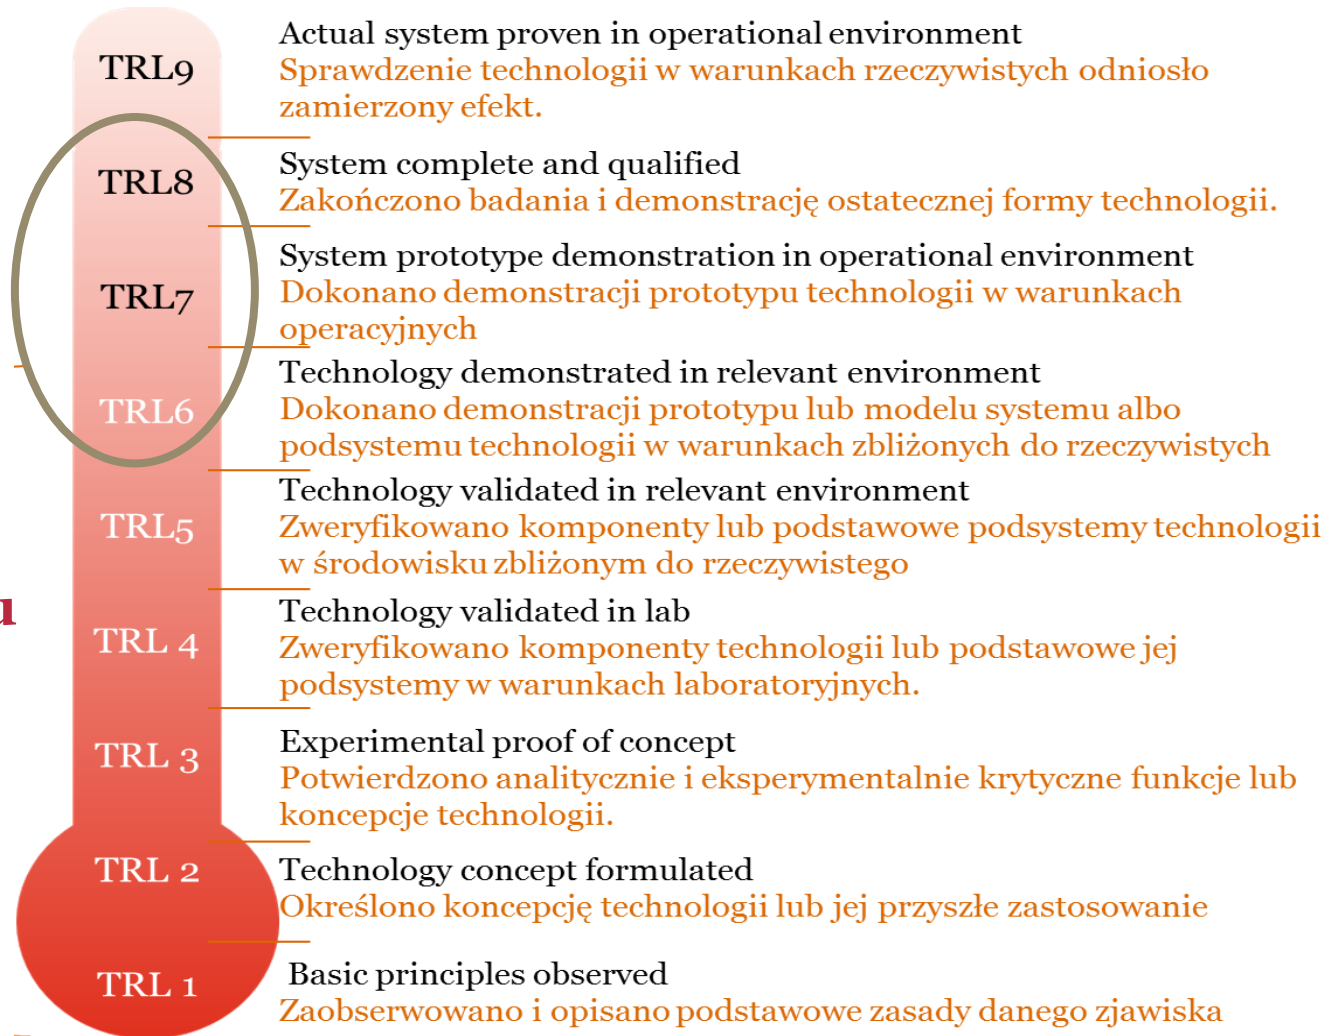 TRL9
Actual system proven in operational environment
Sprawdzenie technologii w warunkach rzeczywistych odniosło
zamierzony efekt.
TRL8
System complete and qualified
Zakończono badania i demonstrację ostatecznej formy technologii.
TRL7
System prototype demonstration in operational environment
Dokonano demonstracji prototypu technologii w warunkach
operacyjnych
TRL6
Technology demonstrated in relevant environment
Dokonano demonstracji prototypu lub modelu systemu albo
podsystemu technologii w warunkach zbliżonych do rzeczywistych
TRL5
Technology validated in relevant environment
Zweryfikowano komponenty lub podstawowe podsystemy technologii
w środowisku zbliżonym do rzeczywistego
u
TRL 4
Technology validated in lab
Zweryfikowano komponenty technologii lub podstawowe jej
podsystemy w warunkach laboratoryjnych.
TRL 3
Experimental proof of concept
Potwierdzono analitycznie i eksperymentalnie krytyczne funkcje lub
koncepcje technologii.
TRL 2
Technology concept formulated
Określono koncepcję technologii lub jej przyszłe zastosowanie
TRL 1
Basic principles observed
Zaobserwowano i opisano podstawowe zasady danego zjawiska